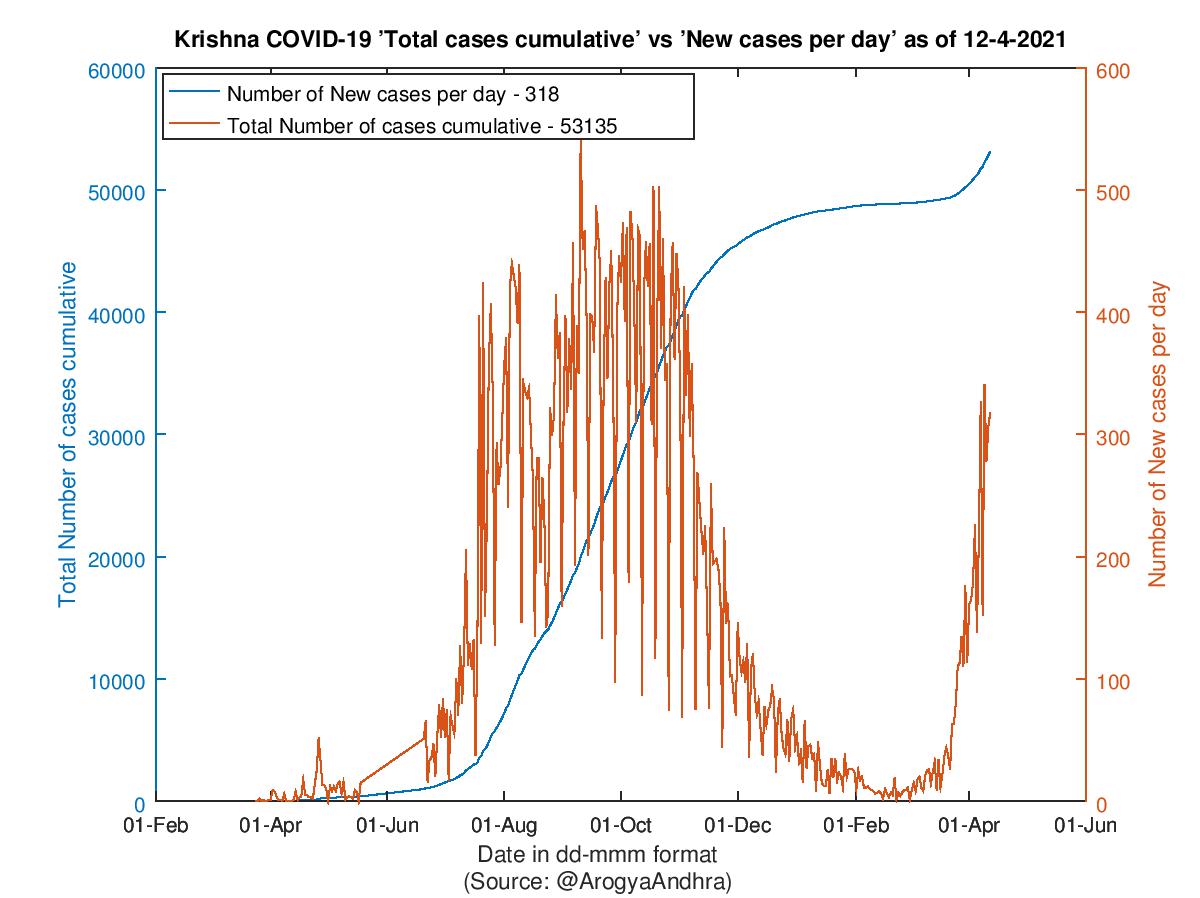 Krishna COVID-19 ’Total cases cumulative’ vs ’New cases per day’ as of 12-4-2021
60000
50000
40000
30000
20000
10000
0
Total Number of cases cumulative
Number of New cases per day - 318
Total Number of cases cumulative - 53135
600
500
400
300
200
100
0
Number of New cases per day
01-Feb 01-Apr 01-Jun 01-Aug 01-Oct 01-Dec 01-Feb 01-Apr 01-Jun
Date in dd-mmm format
(Source: @ArogyaAndhra)